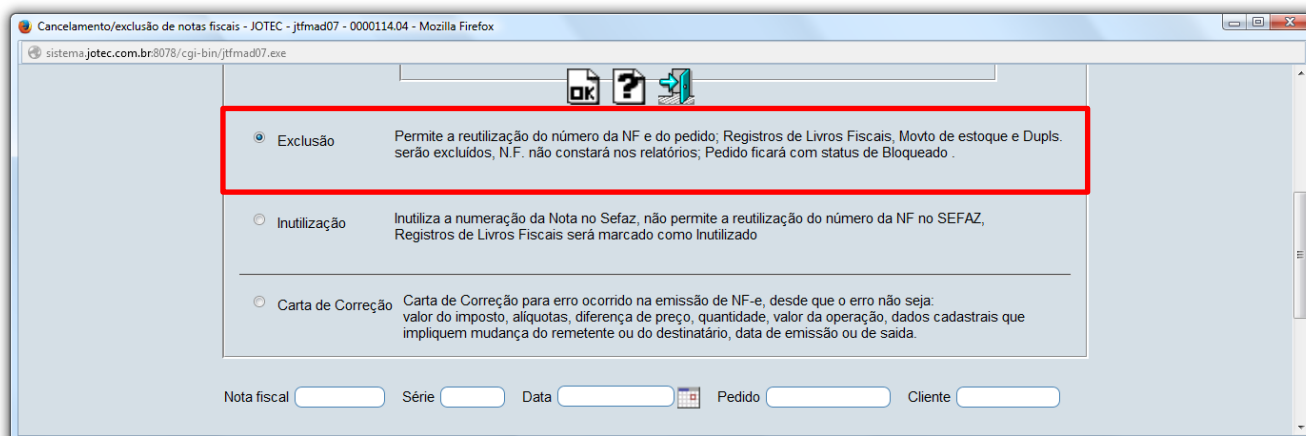 Cancelamento/exclusão de notas fiscais - JOTEC - jtfmad07 - 0000114.04 - Mozilla Firefox
sistema.jotec.com.br:8078/cgi-bin/jtfmad07.exe
OK ?
Exclusão
Permite a reutilização do número da NF e do pedido; Registros de Livros Fiscais, Movto de estoque e Dupls.
serão excluídos, N.F. não constará nos relatórios; Pedido ficará com status de Bloqueado .
Inutilização
Inutiliza a numeração da Nota no Sefaz, não permite a reutilização do número da NF no SEFAZ,
Registros de Livros Fiscais será marcado como Inutilizado
Carta de Correção
Carta de Correção para erro ocorrido na emissão de NF-e, desde que o erro não seja:
valor do imposto, alíquotas, diferença de preço, quantidade, valor da operação, dados cadastrais que
impliquem mudança do remetente ou do destinatário, data de emissão ou de saida.
Nota fiscal Série Data Pedido Cliente